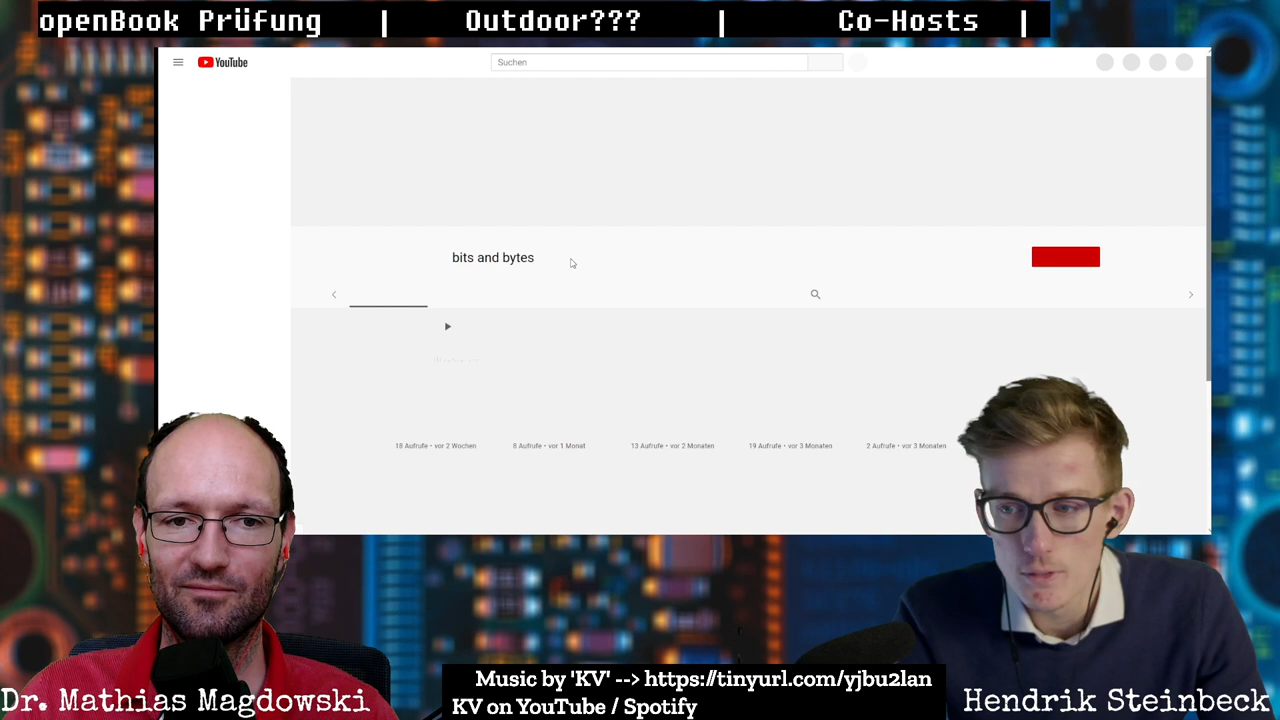 openBook Prüfung | Outdoor??? | Co-Hosts |
YouTube
Suchen
bits and bytes
18 Aufrufe • vor 2 Wochen 8 Aufrufe • vor 1 Monat 13 Aufrufe • vor 2 Monaten 19 Aufrufe • vor 3 Monaten 2 Aufrufe • vor 3 Monaten
Music by 'KV' --> https://tinyurl.com/yjbu2lan
KV on YouTube / Spotify
Dr. Mathias Magdowski
Hendrik Steinbeck